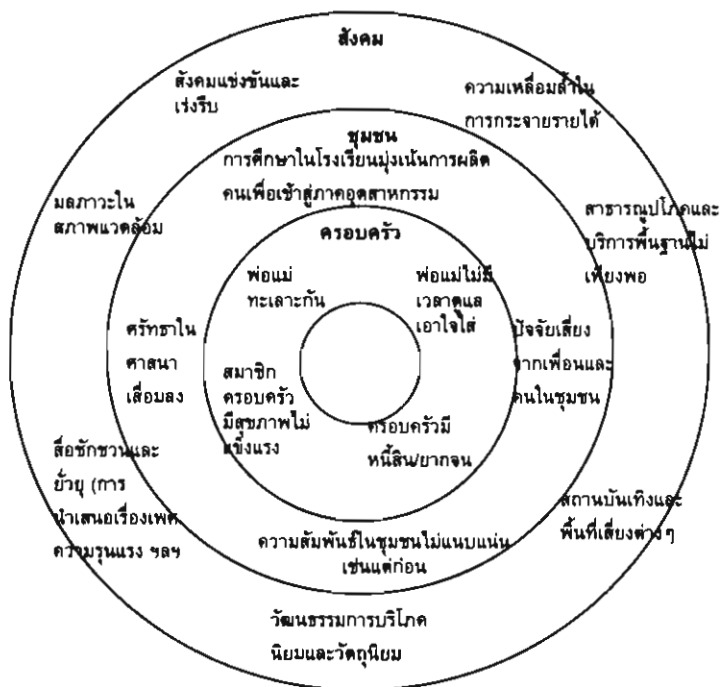 สังคม
สังคมแข่งขันและ
เร่งรีบ
ความเหลื่อมล้ำใน
การกระจายรายได้
ชุมชน
การศึกษาในโรงเรียนมุ่งเน้นการผลิต
คนเพื่อเข้าสู่ภาคอุตสาหกรรม
มลภาวะใน
สภาพแวดล้อม
สาธารณูปโภคและ
บริการพื้นฐานไม่
เพียงพอ
ครอบครัว
พ่อแม่
ทะเลาะกัน
พ่อแม่ไม่มี
เวลาดูแล
เอาใจใส่
ศรัทธาใน
ศาสนา
เสื่อมลง
ปัจจัยเสี่ยง
จากเพื่อนและ
คนในชุมชน
สมาชิก
ครอบครัว
มีสุขภาพไม่
แข็งแรง
ครอบครัวมี
หนี้สิน/ยากจน
สื่อชักชวนและ
ยั่วยุ (การ
นำเสนอเรื่องเพศ
ความรุนแรง ฯลฯ
สถานบันเทิงและ
พื้นที่เสี่ยงต่างๆ
ความสัมพันธ์ในชุมชนไม่แนบแน่น
เช่นแต่ก่อน
วัฒนธรรมการบริโภค
นิยมและวัตถุนิยม